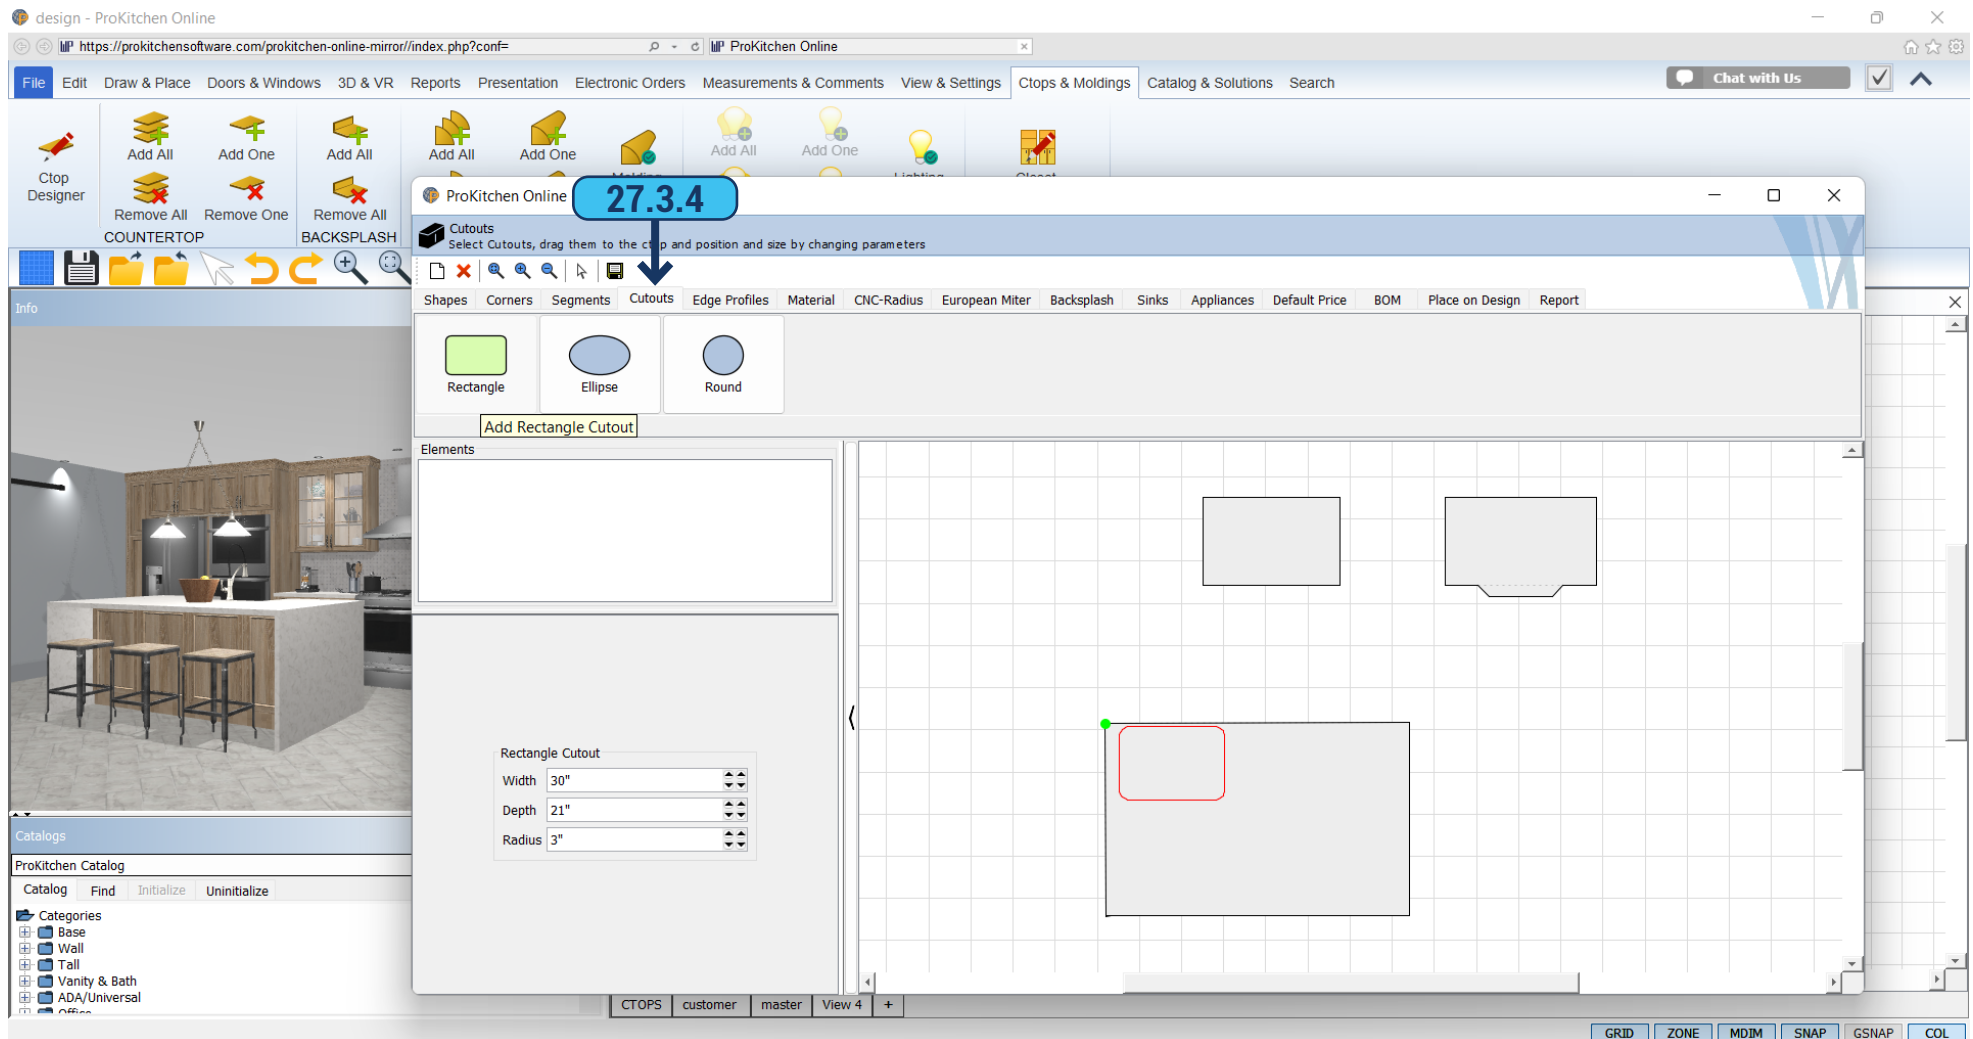 design - ProKitchen Online
https://prokitchensoftware.com/prokitchen-online-mirror//index.php?conf=
ProKitchen Online
File Edit Draw & Place Doors & Windows 3D & VR Reports Presentation Electronic Orders Measurements & Comments View & Settings Ctops & Moldings Catalog & Solutions Search
Chat with Us
Add All Add One Add All Add All Add One Add All Add One
Ctop
Designer
Molding Lighting Closet
Remove All Remove One Remove All
COUNTERTOP BACKSPLASH
ProKitchen Online
27.3.4
Cutouts
Select Cutouts, drag them to the ctop and position and size by changing parameters
Shapes Corners Segments Cutouts Edge Profiles Material CNC-Radius European Miter Backsplash Sinks Appliances Default Price BOM Place on Design Report
Info
Rectangle Ellipse Round
Add Rectangle Cutout
Elements
Rectangle Cutout
Width 30"
Depth 21"
Radius 3"
Catalogs
ProKitchen Catalog
Catalog Find Initialize Uninitialize
Categories
Base
Wall
Tall
Vanity & Bath
ADA/Universal
Office
CTOPS customer master View 4 +
GRID ZONE MDIM SNAP GSNAP COL